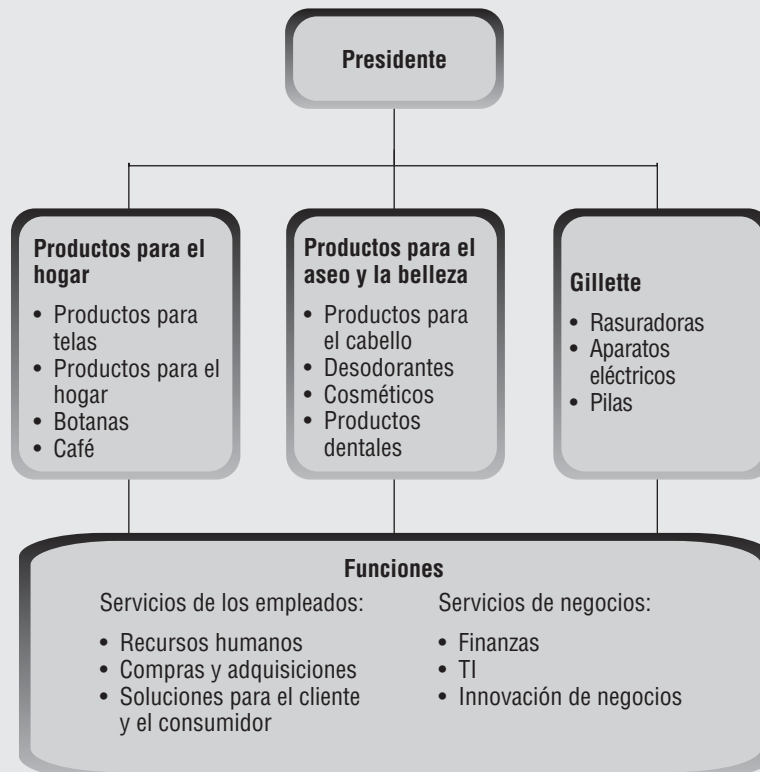 Presidente
Productos para el
hogar
• Productos para
telas
• Productos para el
hogar
• Botanas
• Café
Productos para el
aseo y la belleza
• Productos para
el cabello
• Desodorantes
• Cosméticos
• Productos
dentales
Gillette
• Rasuradoras
• Aparatos
eléctricos
• Pilas
Funciones
Servicios de los empleados:
• Recursos humanos
• Compras y adquisiciones
• Soluciones para el cliente
y el consumidor
Servicios de negocios:
• Finanzas
• TI
• Innovación de negocios